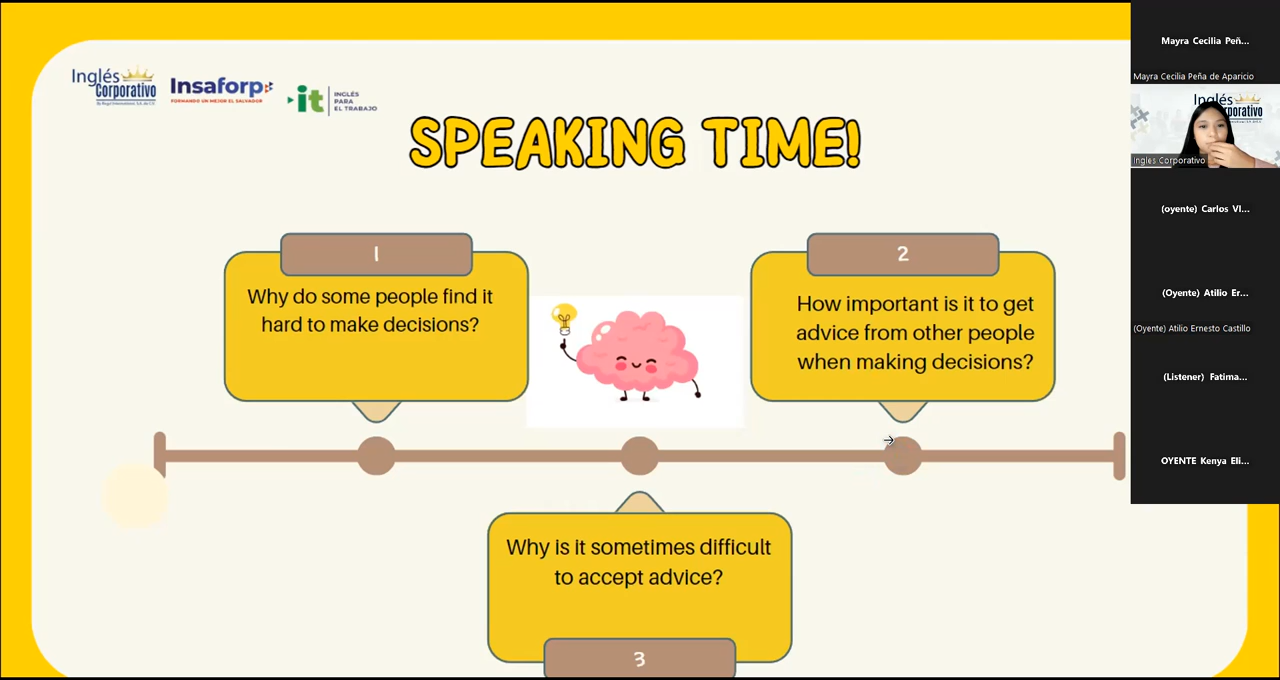 Inglés
Corporativo
Insaforp
FORMANDO UN MEJOR EL SALVADOR
it
INGLÉS
PARA
EL TRABAJO
SPEAKING TIME!
1
Why do some people find it
hard to make decisions?
2
How important is it to get
advice from other people
when making decisions?
Why is it sometimes difficult
to accept advice?
3
Mayra Cecilia Peñ...
Mayra Cecilia Peña de Aparicio
Inglés
Ingles Corporativo
(oyente) Carlos VI...
(Oyente) Atilio Er...
(Oyente) Atilio Ernesto Castillo
(Listener) Fatima...
OYENTE Kenya Eli...